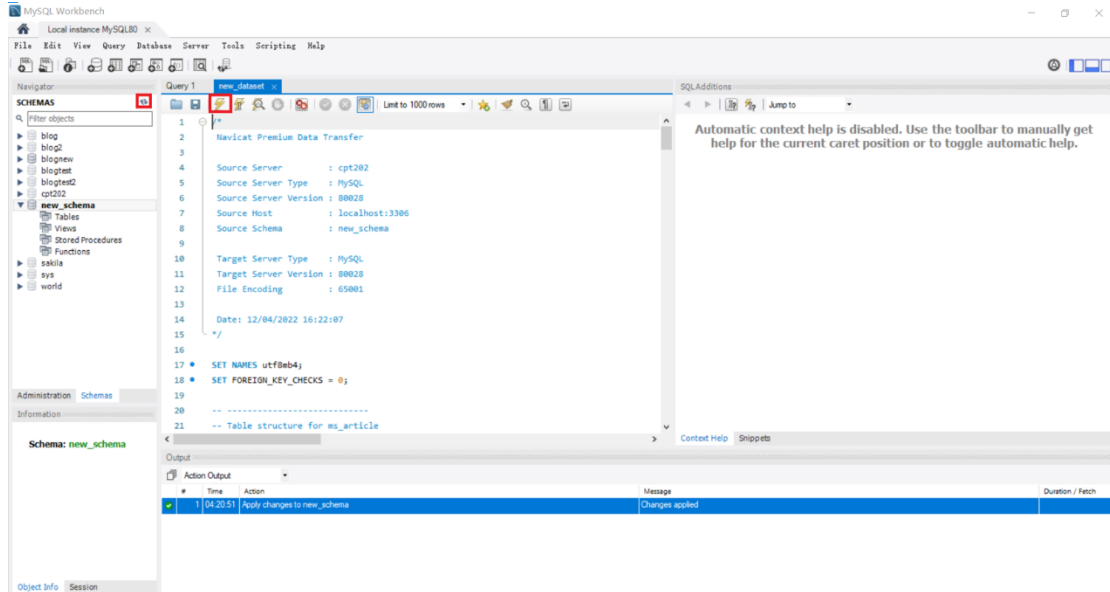 MySQL Workbench
Local instance MySQL80 ×
File Edit View Query Database Server Tools Scripting Help
Navigator
SCHEMAS
Filter objects
blog
blog2
blognew
blogtest
blogtest2
cpt202
new_schema
Tables
Views
Stored Procedures
Functions
sakila
sys
world
Administration Schemas
Information
Schema: new_schema
Object Info Session
Query 1 new_dataset ×
Limit to 1000 rows
1 /*
2 Navicat Premium Data Transfer
3
4 Source Server : cpt202
5 Source Server Type : MySQL
6 Source Server Version : 80028
7 Source Host : localhost:3306
8 Source Schema : new_schema
9
10 Target Server Type : MySQL
11 Target Server Version : 80028
12 File Encoding : 65001
13
14 Date: 12/04/2022 16:22:07
15 */
16
17 SET NAMES utf8mb4;
18 SET FOREIGN_KEY_CHECKS = 0;
19
20 -- ----------------------------
21 -- Table structure for ms_article
SQLAdditions
Jump to
Automatic context help is disabled. Use the toolbar to manually get
help for the current caret position or to toggle automatic help.
Context Help Snippets
Output
Action Output
# Time Action Message Duration / Fetch
1 04:20:51 Apply changes to new_schema Changes applied